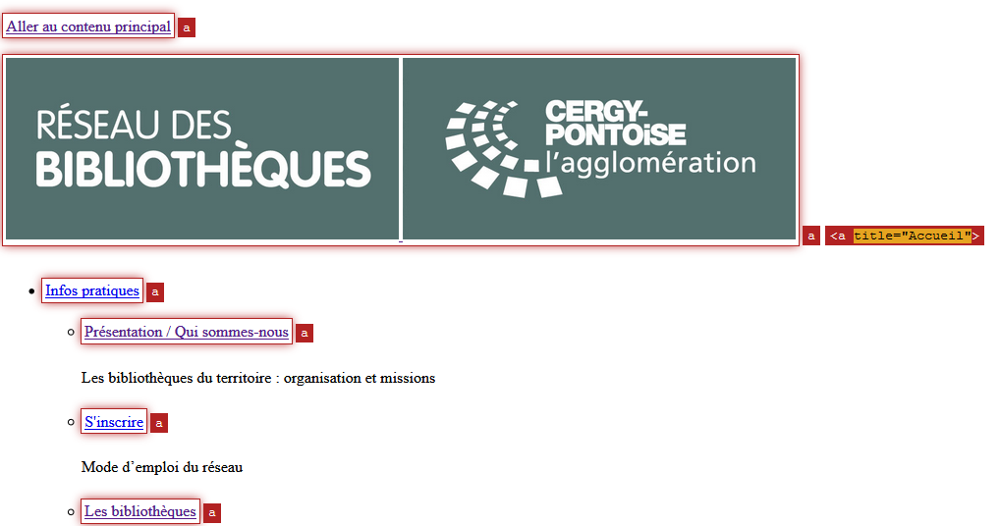 Aller au contenu principal a
RÉSEAU DES
BIBLIOTHÈQUES
CERGY-
PONTOiSE
l'agglomération
a <a title="Accueil">
Infos pratiques a
Présentation / Qui sommes-nous a
Les bibliothèques du territoire : organisation et missions
S'inscrire a
Mode d’emploi du réseau
Les bibliothèques a